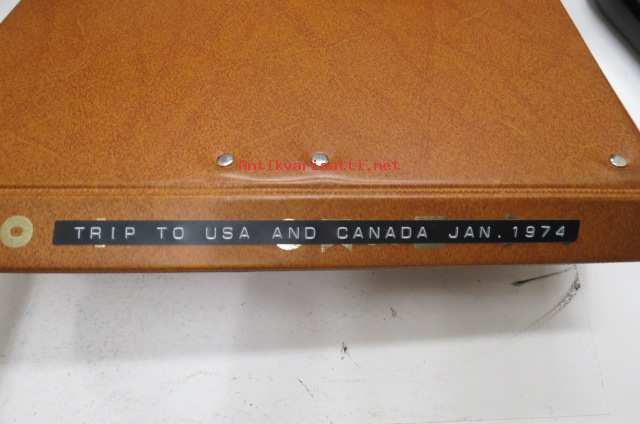 Antikvariaatti.net
TRIP TO USA AND CANADA JAN. 1974